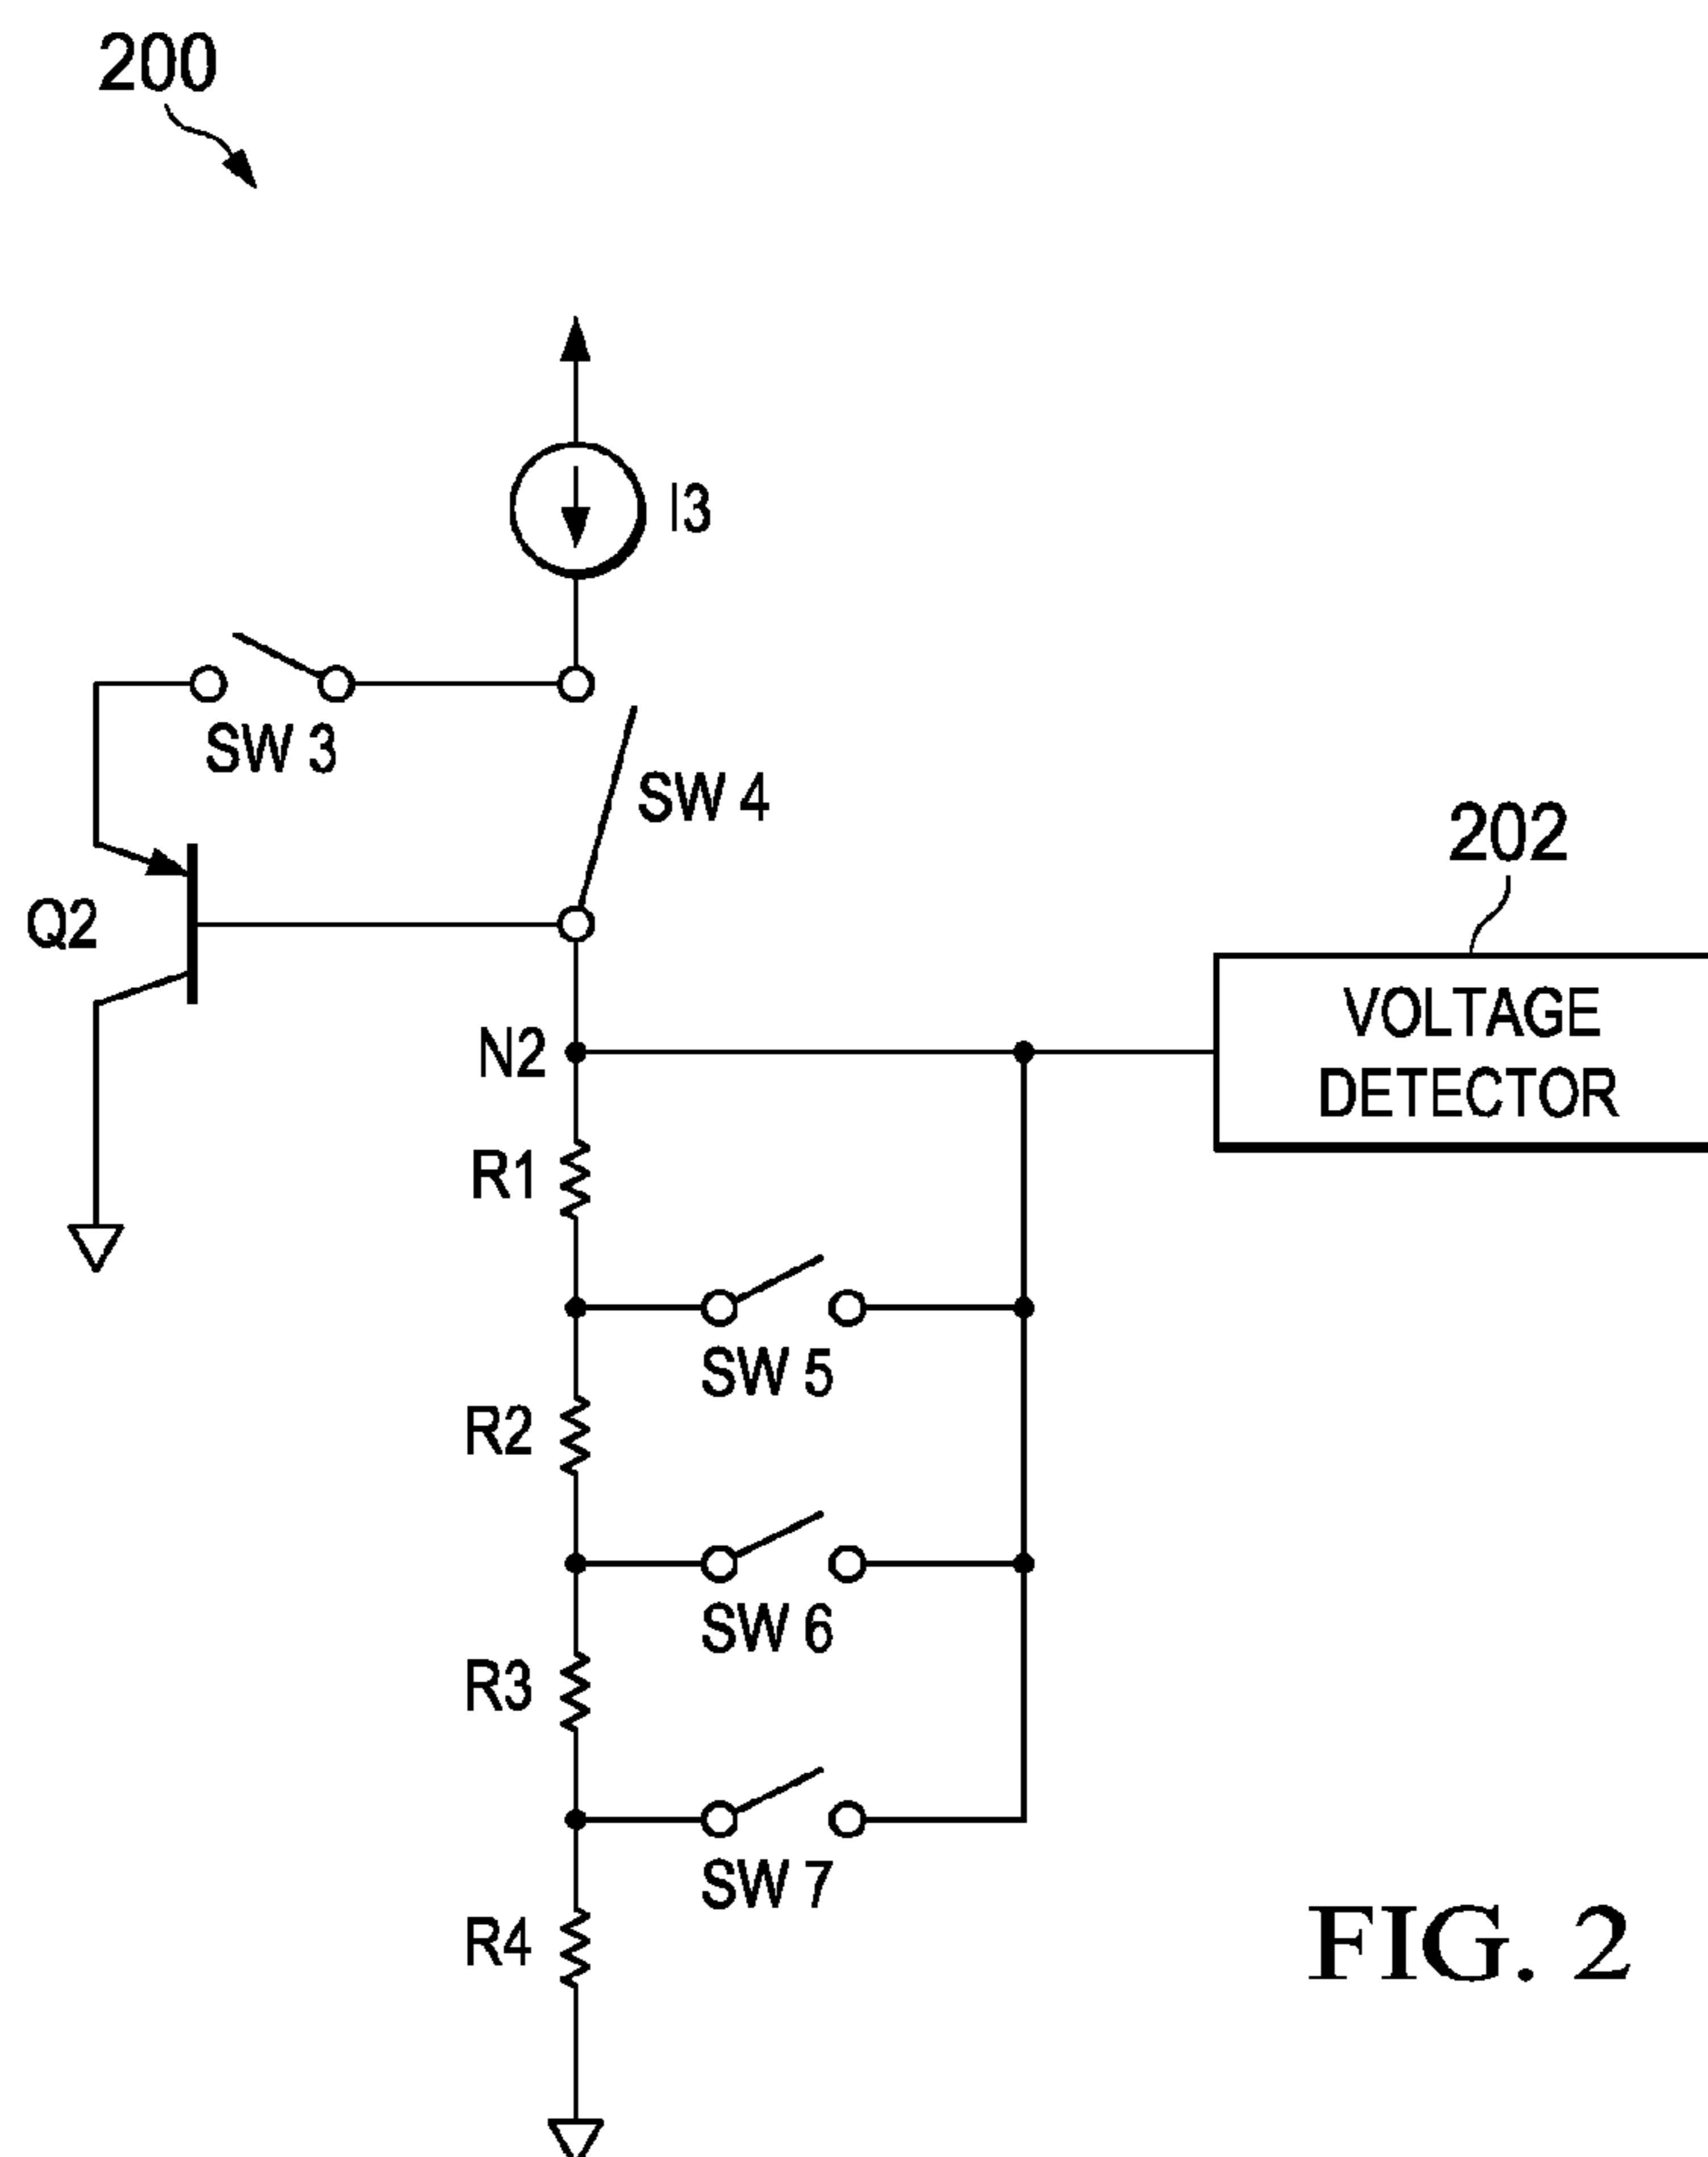 200
I3
SW 3
SW 4
Q2
202
VOLTAGE
DETECTOR
N2
R1
SW 5
R2
SW 6
R3
SW 7
R4
FIG. 2